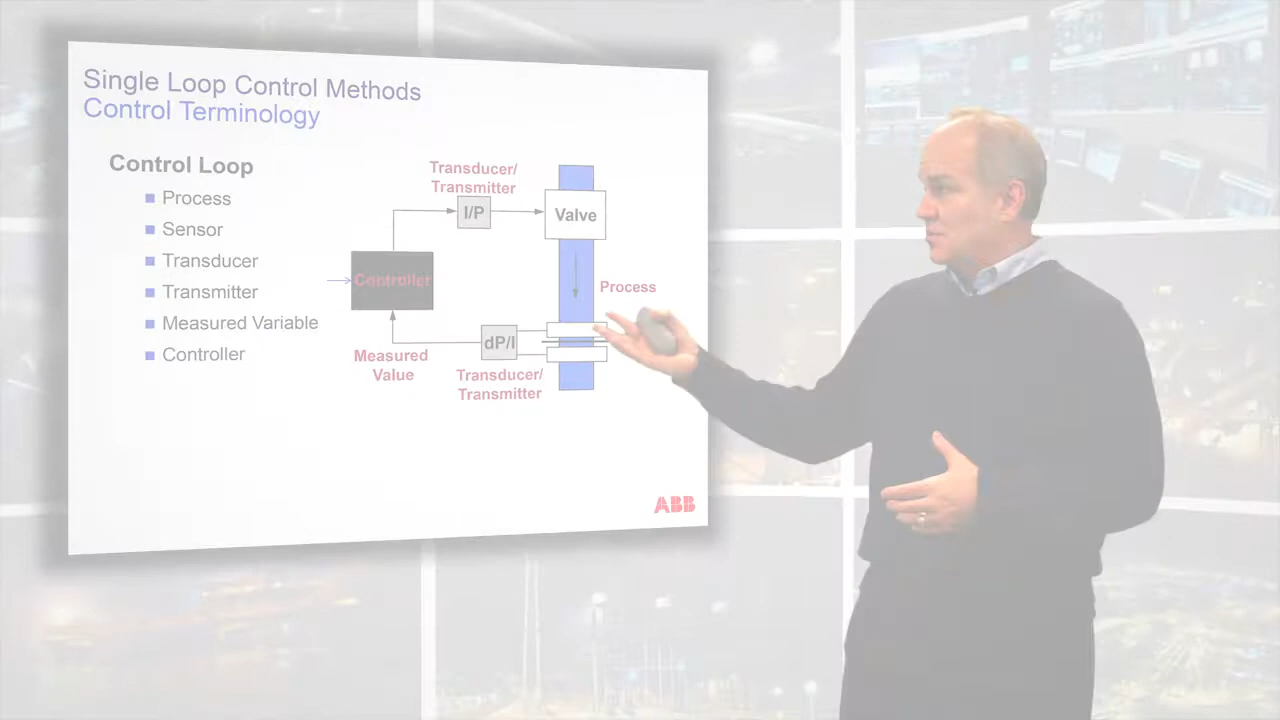 Single Loop Control Methods
Control Terminology
Control Loop
Process
Sensor
Transducer
Transmitter
Measured Variable
Controller
Transducer/
Transmitter
I/P
Valve
Controller
Process
dP/I
Measured
Value
Transducer/
Transmitter
ABB